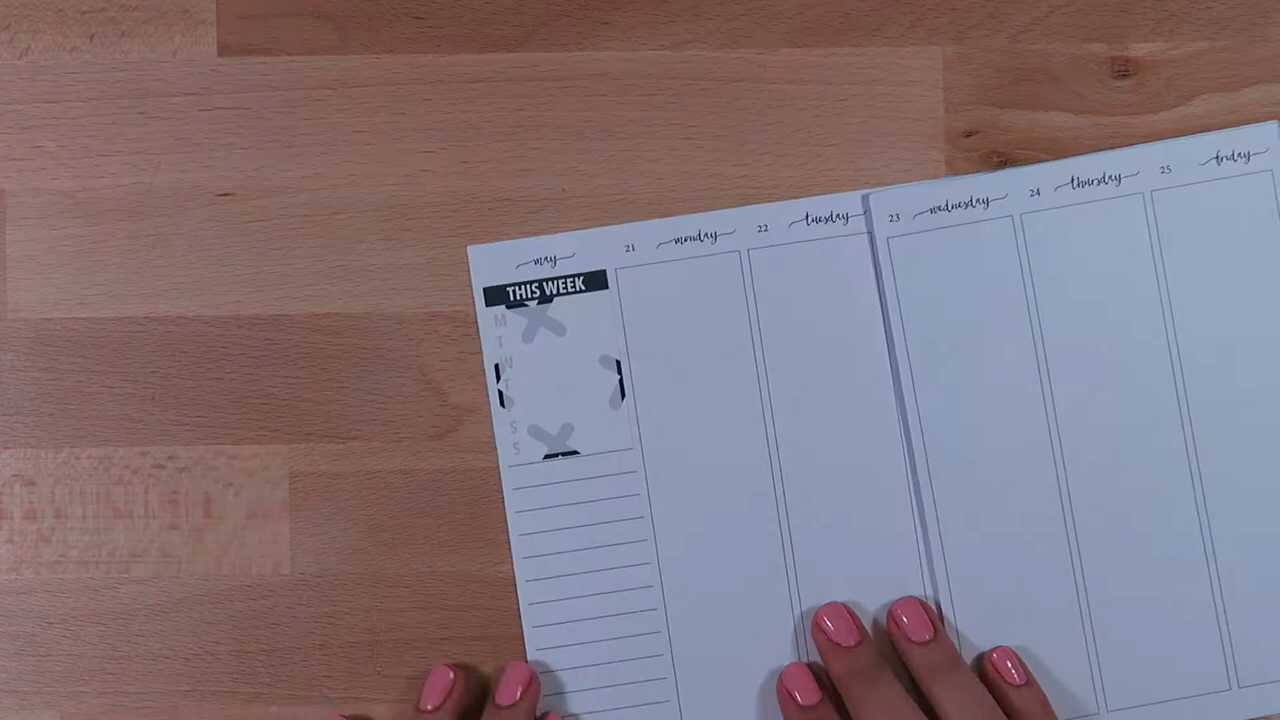 may
21 monday
22 tuesday
23 wednesday
24 thursday
25 friday
THIS WEEK
M
T
W
T
S
S